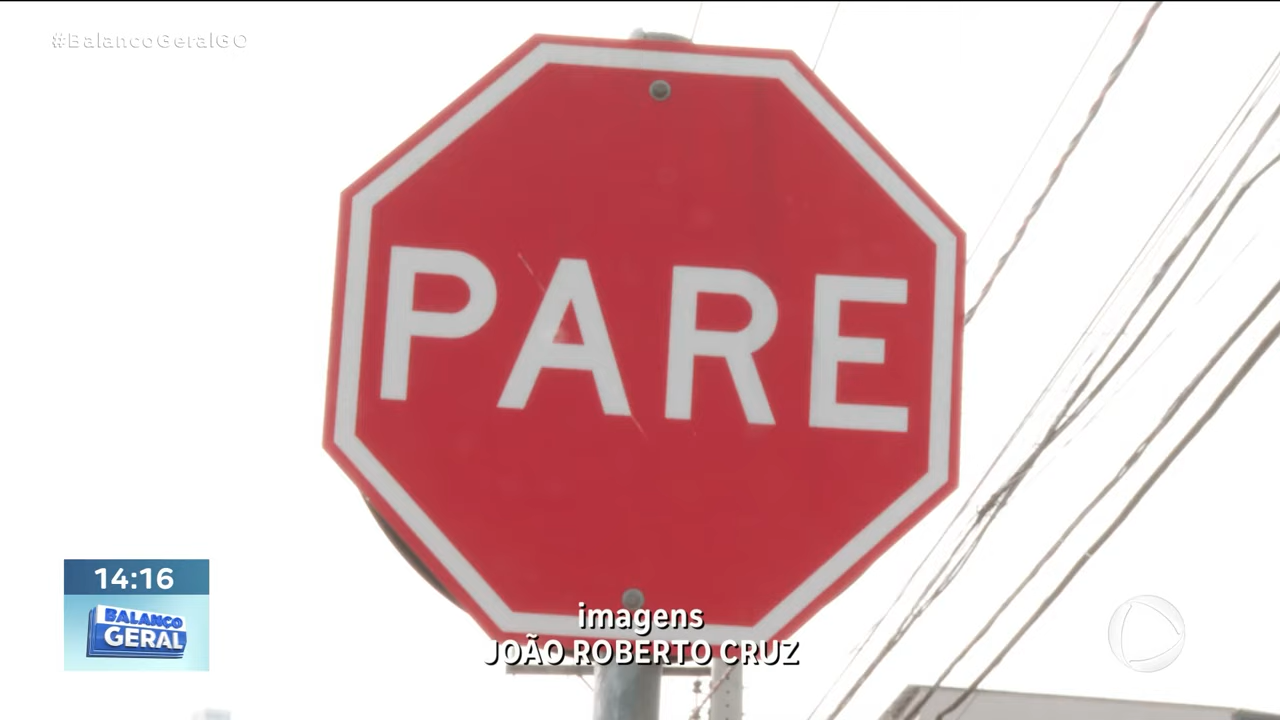 #BalancoGeralGO
PARE
14:16
BALANÇO
GERAL
imagens
JOÃO ROBERTO CRUZ